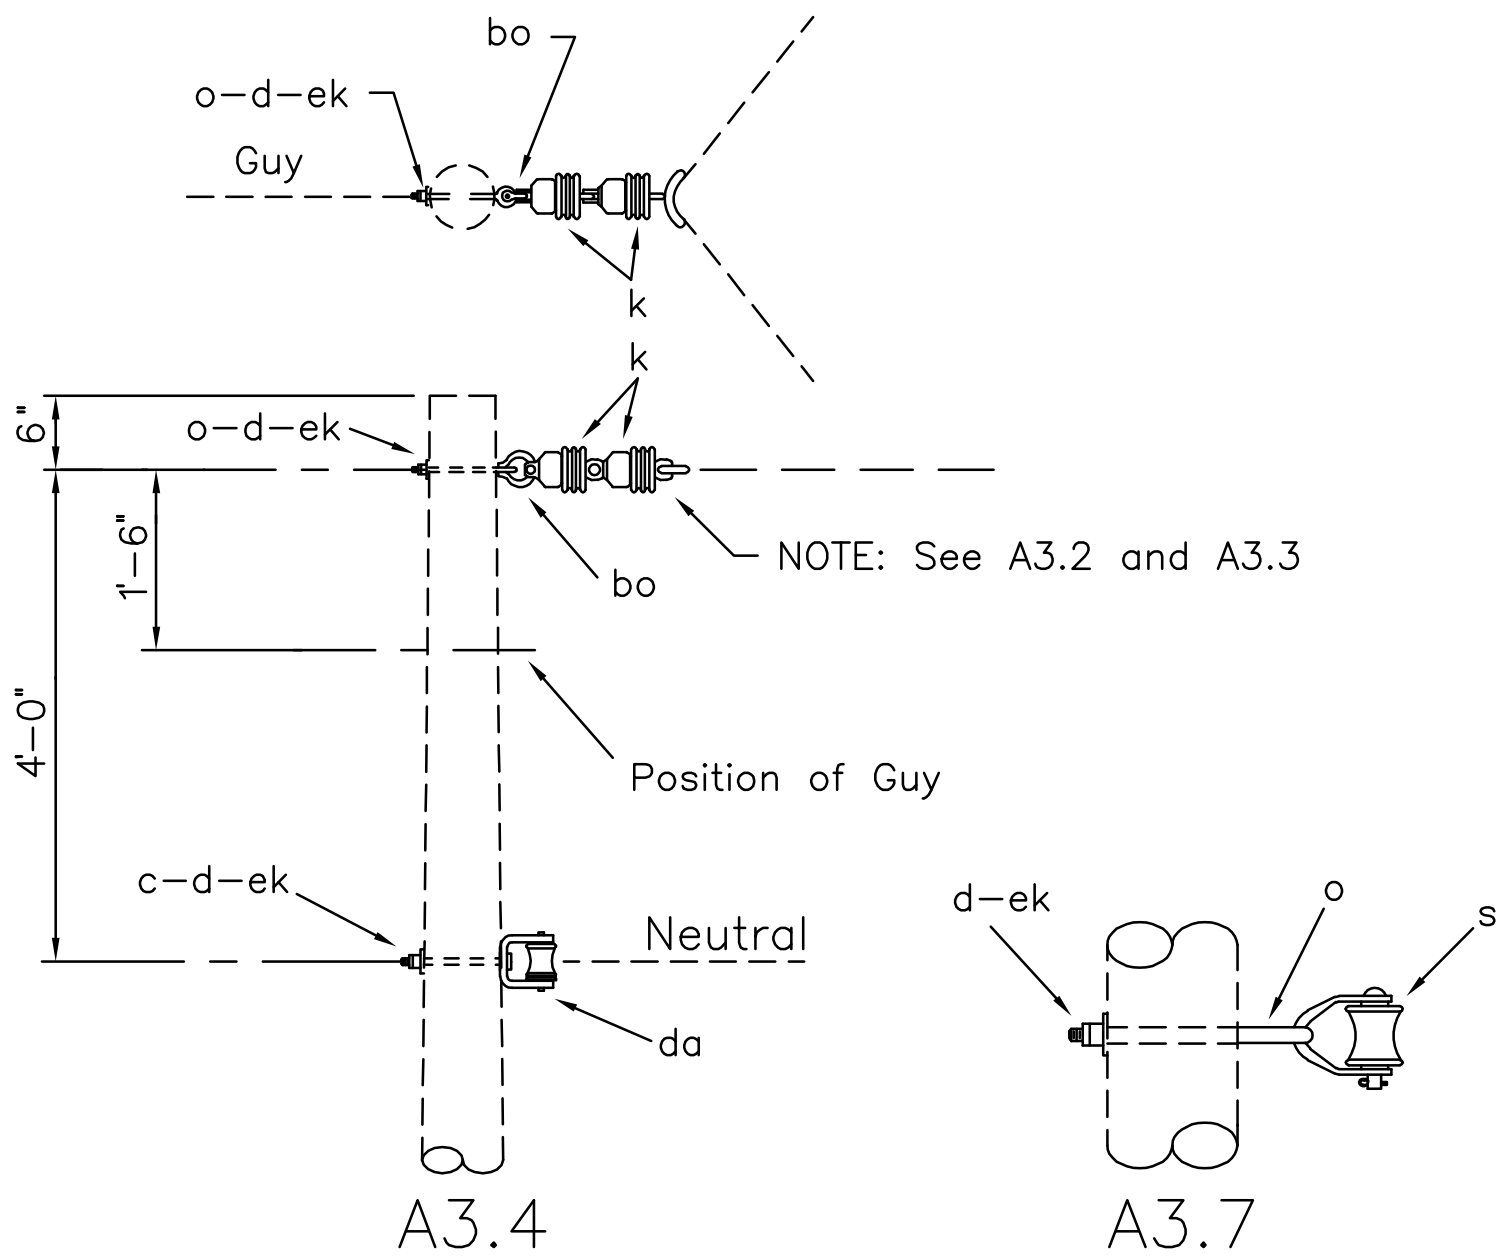 bo
o-d-ek
Guy
k
k
6"
o-d-ek
1'-6"
NOTE: See A3.2 and A3.3
bo
4'-0"
Position of Guy
c-d-ek
Neutral
d-ek
o
s
da
A3.4
A3.7